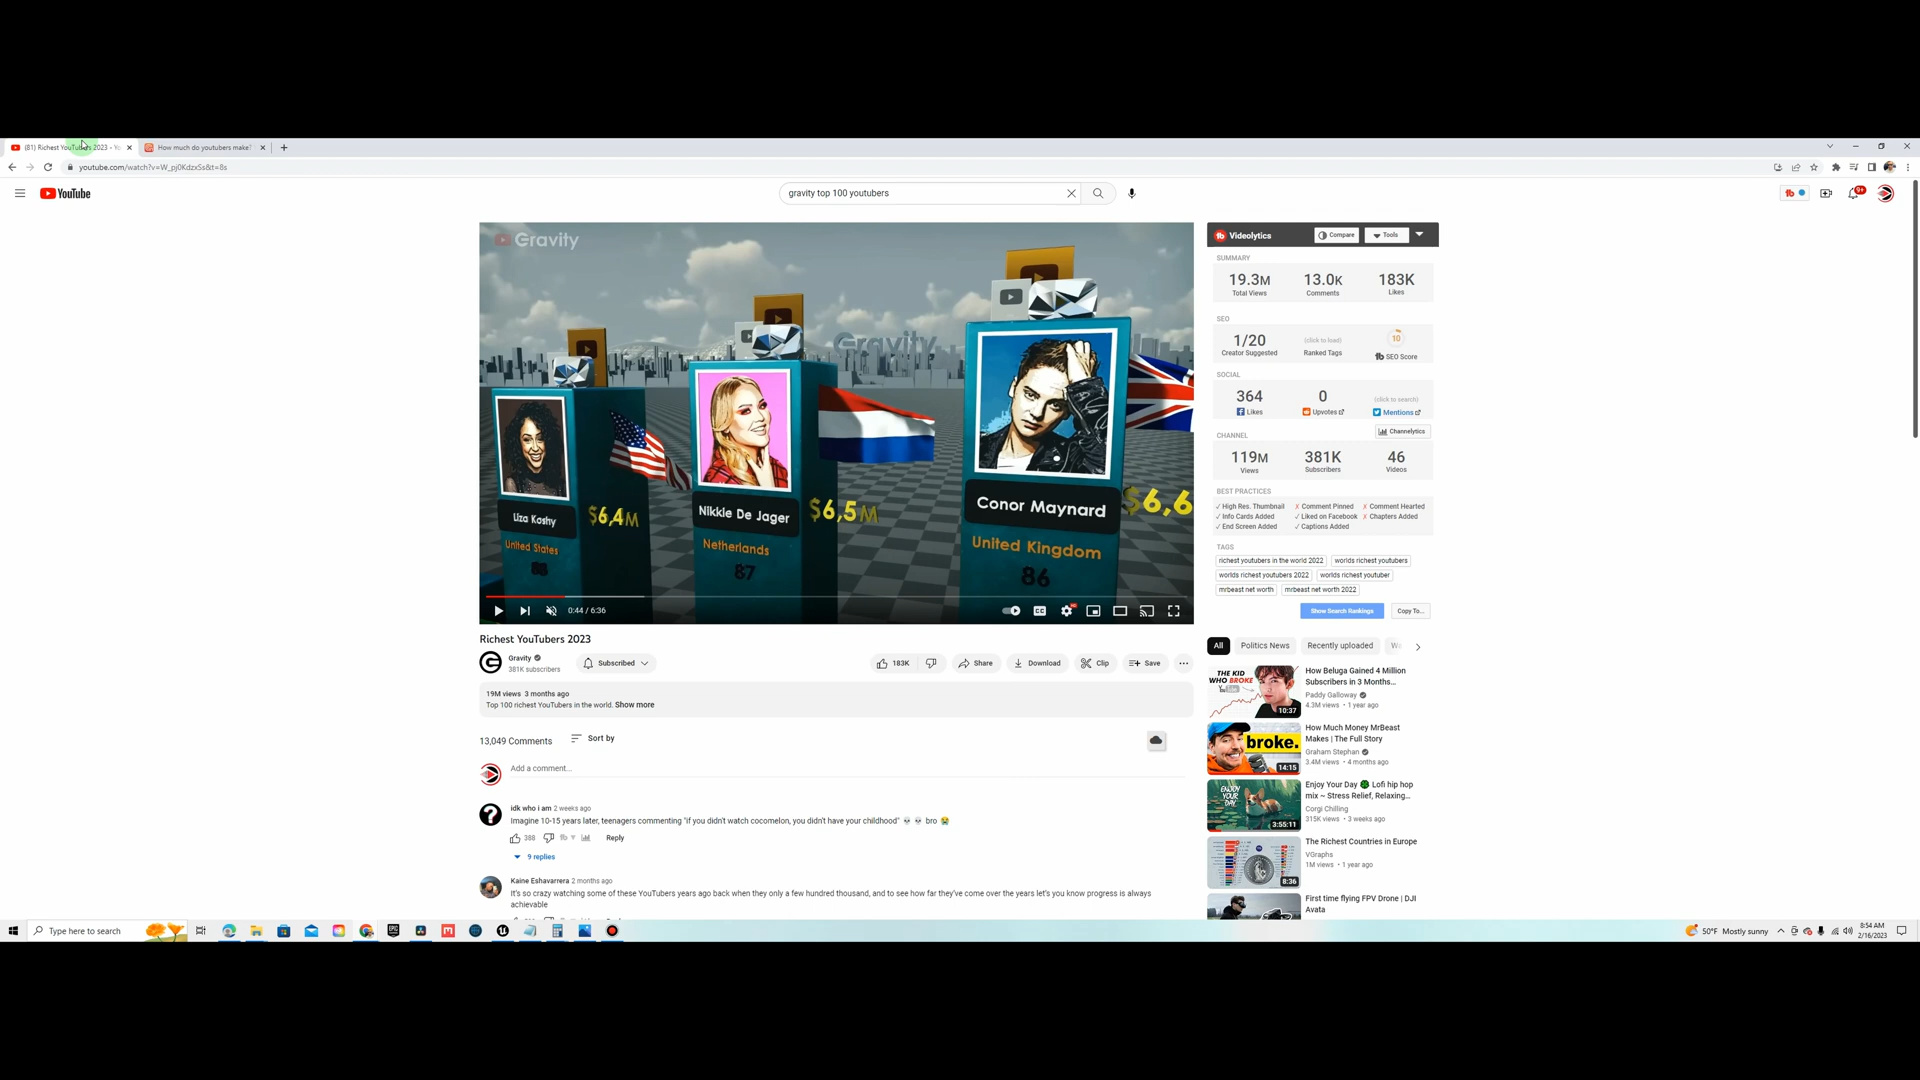 (81) Richest YouTubers 2023 - Yo
How much do youtubers make?
youtube.com/watch?v=W_pj0KdzxSs&t=8s
YouTube
gravity top 100 youtubers
9+
Gravity
Gravity
Liza Koshy
$6,4M
United States
88
Nikkie De Jager
$6,5M
Netherlands
87
Conor Maynard
$6,6
United Kingdom
86
0:44 / 6:36
CC
Richest YouTubers 2023
Gravity
381K subscribers
Subscribed
183K
Share
Download
Clip
Save
19M views 3 months ago
Top 100 richest YouTubers in the world. Show more
13,049 Comments
Sort by
Add a comment...
idk who i am 2 weeks ago
Imagine 10-15 years later, teenagers commenting "if you didn't watch cocomelon, you didn't have your childhood" 💀 💀 bro 😭
388
Reply
9 replies
Kaine Eshavarrera 2 months ago
It's so crazy watching some of these YouTubers years ago back when they only a few hundred thousand, and to see how far they've come over the years let's you know progress is always
achievable
tb Videolytics
Compare
Tools
SUMMARY
19.3M 13.0K 183K
Total Views Comments Likes
SEO
1/20 (click to load) 10
Creator Suggested Ranked Tags tb SEO Score
SOCIAL
364 0 (click to search)
Likes Upvotes Mentions
Channelytics
CHANNEL
119M 381K 46
Views Subscribers Videos
BEST PRACTICES
✓ High Res. Thumbnail ✗ Comment Pinned ✗ Comment Hearted
✓ Info Cards Added ✓ Liked on Facebook ✗ Chapters Added
✓ End Screen Added ✓ Captions Added
TAGS
richest youtubers in the world 2022 worlds richest youtubers
worlds richest youtubers 2022 worlds richest youtuber
mrbeast net worth mrbeast net worth 2022
Show Search Rankings Copy To...
All Politics News Recently uploaded W
THE KID
WHO BROKE
10:37
How Beluga Gained 4 Million
Subscribers in 3 Months...
Paddy Galloway
4.3M views • 1 year ago
broke.
14:15
How Much Money MrBeast
Makes | The Full Story
Graham Stephan
3.4M views • 4 months ago
ENJOY
YOUR
DAY
3:55:11
Enjoy Your Day 🍀 Lofi hip hop
mix ~ Stress Relief, Relaxing...
Corgi Chilling
315K views • 3 weeks ago
8:36
The Richest Countries in Europe
VGraphs
1M views • 1 year ago
First time flying FPV Drone | DJI
Avata
Type here to search
EPIC
50°F Mostly sunny
8:54 AM
2/16/2023